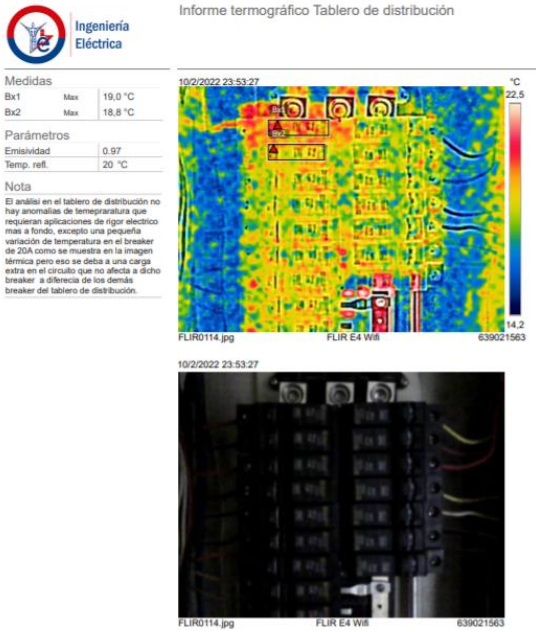 Ingeniería
Eléctrica
Informe termográfico Tablero de distribución
Medidas
Bx1 Max 19,0 °C
Bx2 Max 18,8 °C
Parámetros
Emisividad 0.97
Temp. refl. 20 °C
Nota
El análisi en el tablero de distribución no
hay anomalias de temepraratura que
requieran aplicaciones de rigor electrico
mas a fondo, excepto una pequeña
variación de temperatura en el breaker
de 20A como se muestra en la imagen
térmica pero eso se deba a una carga
extra en el circuito que no afecta a dicho
breaker a diferecia de los demás
breaker del tablero de distribución.
10/2/2022 23:53:27
°C
22,5
Bx1
Bx2
14,2
FLIR0114.jpg FLIR E4 Wifi 639021563
10/2/2022 23:53:27
FLIR0114.jpg FLIR E4 Wifi 639021563